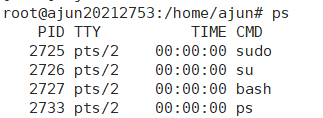 root@ajun20212753:/home/ajun# ps
PID TTY TIME CMD
2725 pts/2 00:00:00 sudo
2726 pts/2 00:00:00 su
2727 pts/2 00:00:00 bash
2733 pts/2 00:00:00 ps